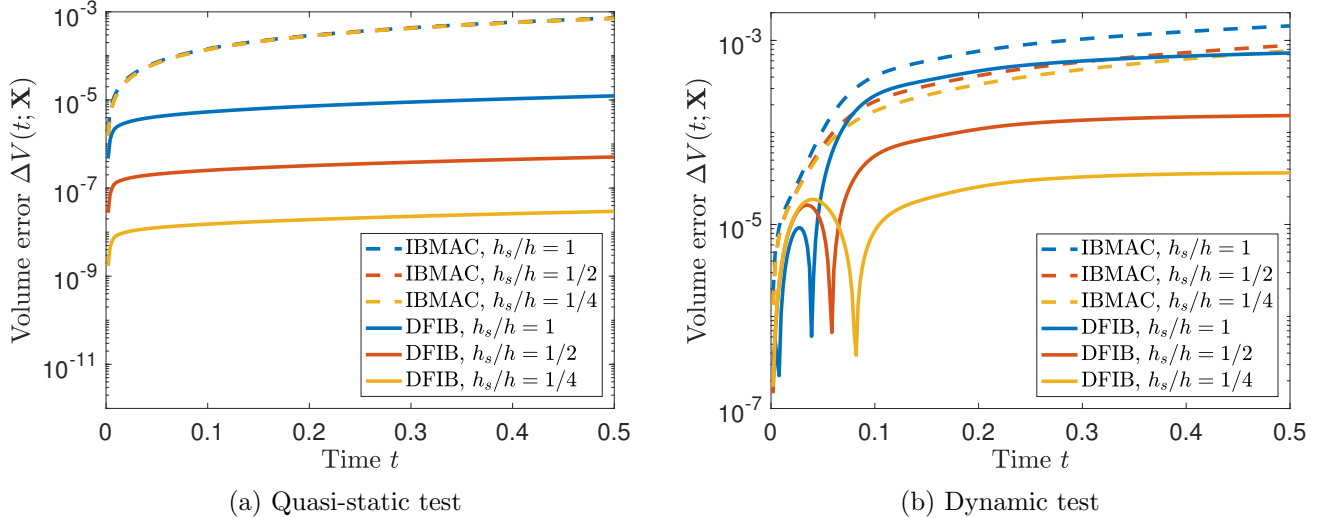 10^{-3}
10^{-5}
10^{-7}
10^{-9}
10^{-11}
Volume error ΔV(t; X)
0
0.1
0.2
0.3
0.4
0.5
Time t
IBMAC, h_s/h = 1
IBMAC, h_s/h = 1/2
IBMAC, h_s/h = 1/4
DFIB, h_s/h = 1
DFIB, h_s/h = 1/2
DFIB, h_s/h = 1/4
(a) Quasi-static test
10^{-3}
10^{-5}
10^{-7}
Volume error ΔV(t; X)
0
0.1
0.2
0.3
0.4
0.5
Time t
IBMAC, h_s/h = 1
IBMAC, h_s/h = 1/2
IBMAC, h_s/h = 1/4
DFIB, h_s/h = 1
DFIB, h_s/h = 1/2
DFIB, h_s/h = 1/4
(b) Dynamic test